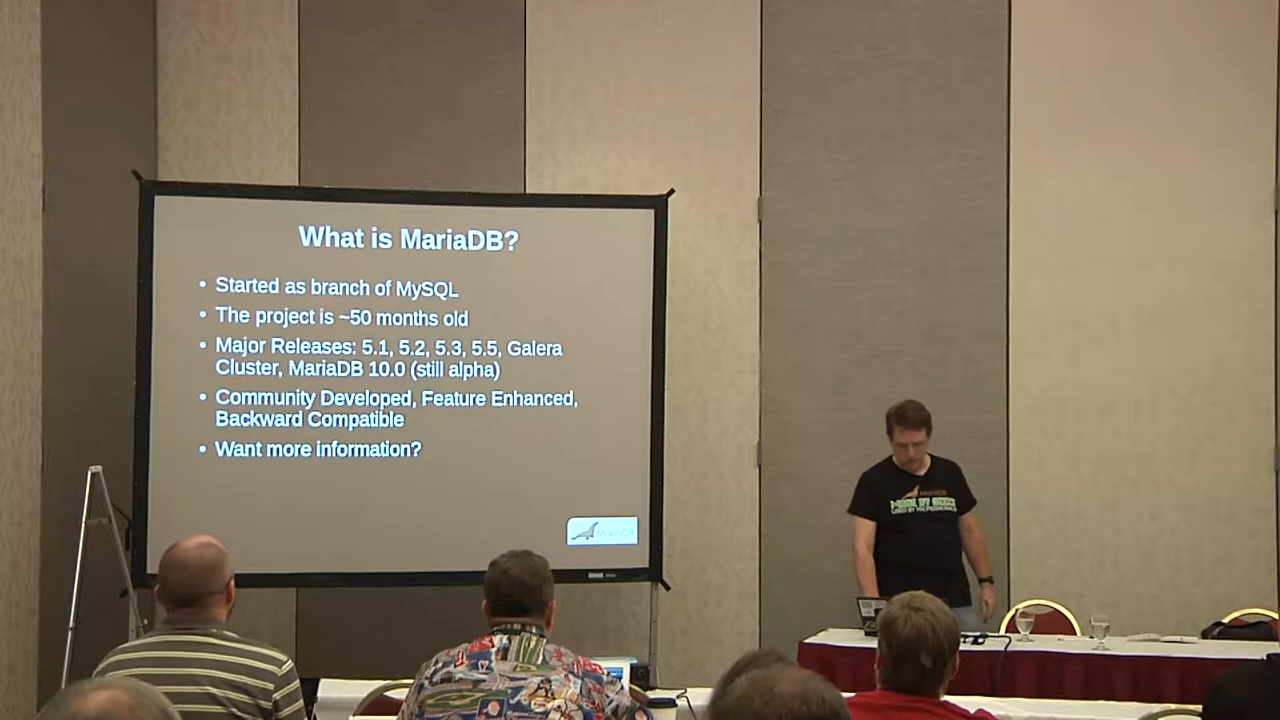 What is MariaDB?
• Started as branch of MySQL
• The project is ~50 months old
• Major Releases: 5.1, 5.2, 5.3, 5.5, Galera
Cluster, MariaDB 10.0 (still alpha)
• Community Developed, Feature Enhanced,
Backward Compatible
• Want more information?
MariaDB
MariaDB